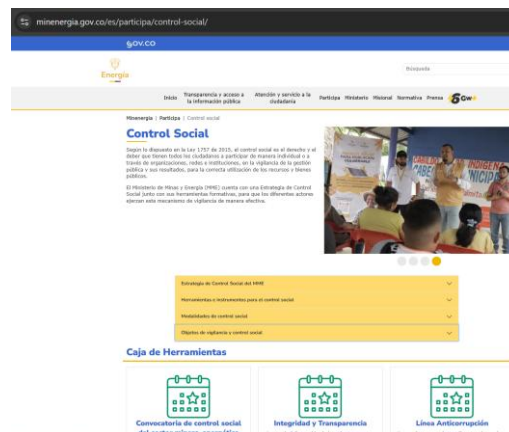 minenergia.gov.co/es/participa/control-social/
GOV.CO
Energía
Búsqueda
Inicio
Transparencia y acceso a
la información pública
Atención y servicio a la
ciudadanía
Participa
Ministerio
Misional
Normativa
Prensa
6GW+
Minenergía | Participa | Control social
Control Social
Según lo dispuesto en la Ley 1757 de 2015, el control social es el derecho y el
deber que tienen todos los ciudadanos a participar de manera individual o a
través de organizaciones, redes e instituciones, en la vigilancia de la gestión
pública y sus resultados, para la correcta utilización de los recursos y bienes
públicos.
El Ministerio de Minas y Energía (MME) cuenta con una Estrategia de Control
Social junto con sus herramientas formativas, para que los diferentes actores
ejerzan este mecanismo de vigilancia de manera efectiva.
Estrategia de Control Social del MME
Herramientas e instrumentos para el control social
Modalidades de control social
Objetos de vigilancia y control social
Caja de Herramientas
Convocatoria de control social
del sector minero-energético
Integridad y Transparencia
Línea Anticorrupción